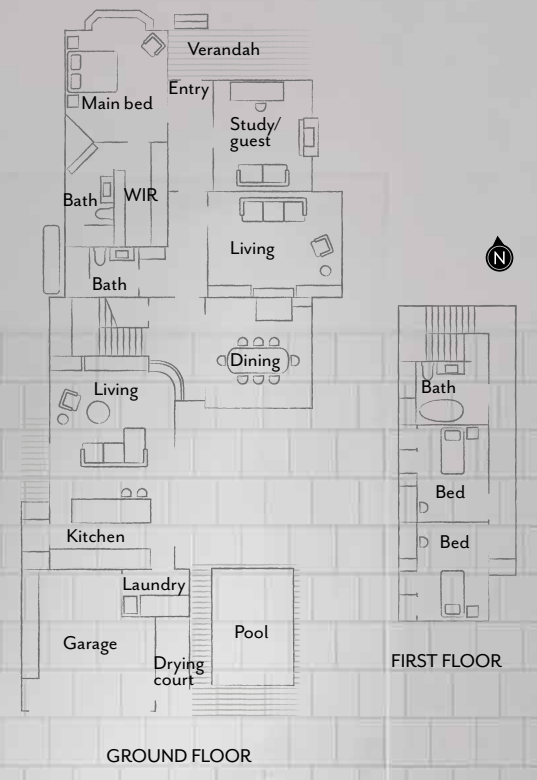 Verandah
Entry
Main bed
Study/
guest
Bath
WIR
Living
Bath
N
Dining
Living
Bath
Bed
Kitchen
Bed
Laundry
Pool
Garage
Drying
court
FIRST FLOOR
GROUND FLOOR